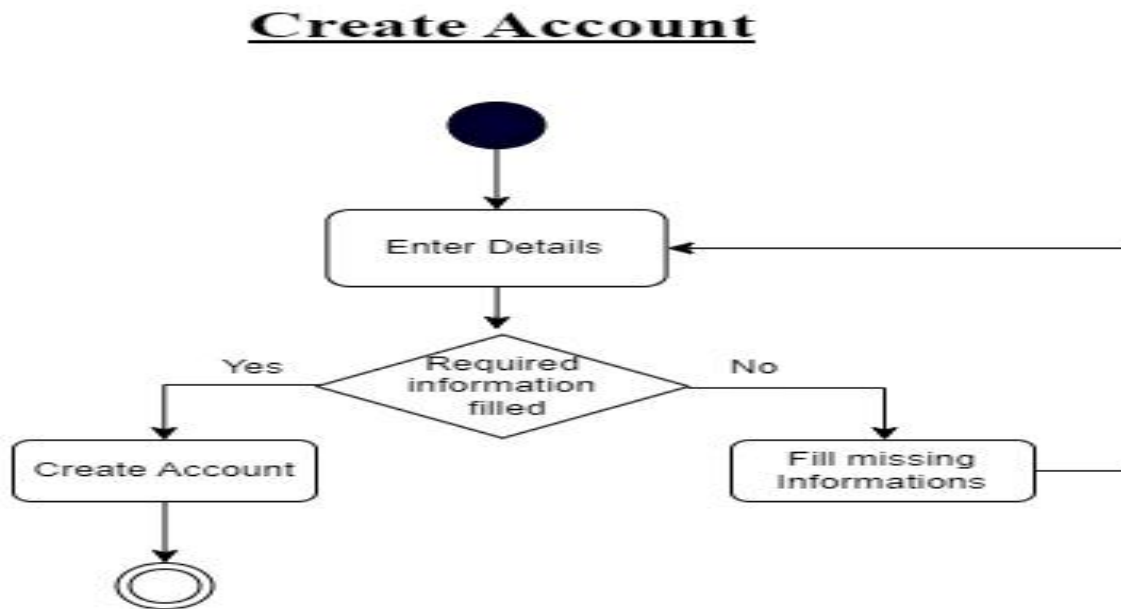 Create Account
Enter Details
Yes
Required
information
filled
No
Create Account
Fill missing
Informations